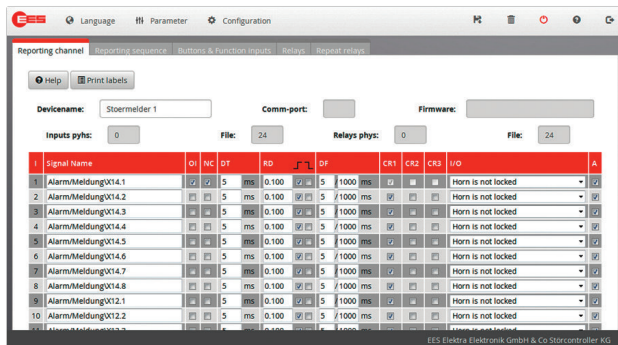 EES Language Parameter Configuration
Reporting channel Reporting sequence Buttons & Function inputs Relays Repeat relays
Help Print labels
Devicename: Stoermelder 1 Comm-port: Firmware:
Inputs pyhs: 0 File: 24 Relays phys: 0 File: 24
I Signal Name OI NC DT RD DF CR1 CR2 CR3 I/O A
1 Alarm/Meldung\X14.1 5 ms 0.100 5 /1000 ms Horn is not locked
2 Alarm/Meldung\X14.2 5 ms 0.100 5 /1000 ms Horn is not locked
3 Alarm/Meldung\X14.3 5 ms 0.100 5 /1000 ms Horn is not locked
4 Alarm/Meldung\X14.4 5 ms 0.100 5 /1000 ms Horn is not locked
5 Alarm/Meldung\X14.5 5 ms 0.100 5 /1000 ms Horn is not locked
6 Alarm/Meldung\X14.6 5 ms 0.100 5 /1000 ms Horn is not locked
7 Alarm/Meldung\X14.7 5 ms 0.100 5 /1000 ms Horn is not locked
8 Alarm/Meldung\X14.8 5 ms 0.100 5 /1000 ms Horn is not locked
9 Alarm/Meldung\X12.1 5 ms 0.100 5 /1000 ms Horn is not locked
10 Alarm/Meldung\X12.2 5 ms 0.100 5 /1000 ms Horn is not locked
EES Elektra Elektronik GmbH & Co Störcontroller KG